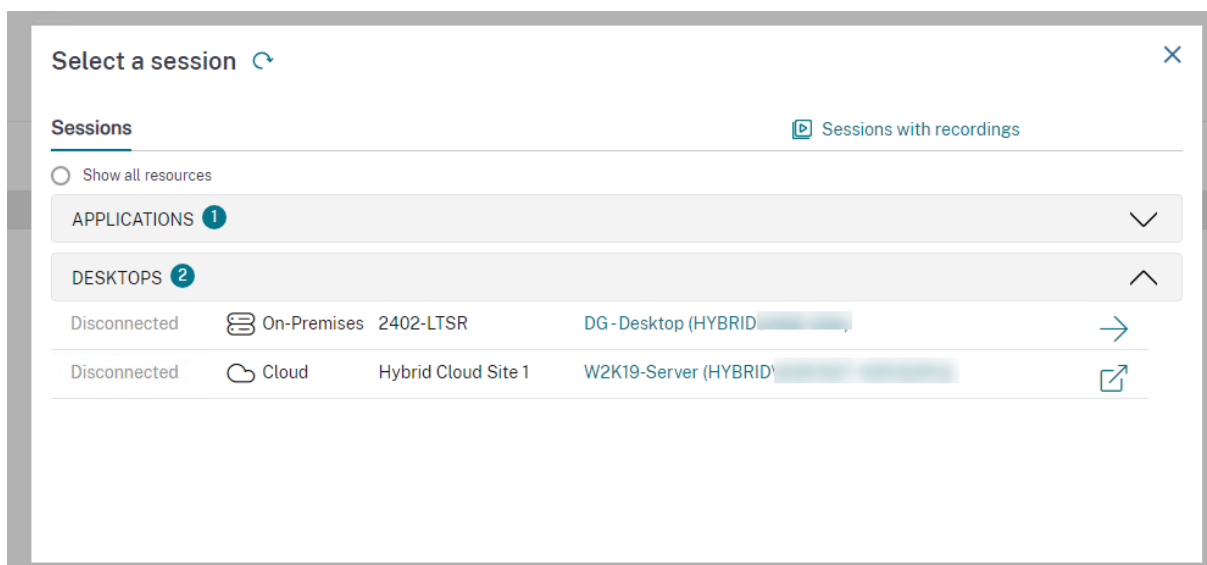 Select a session
Sessions
Sessions with recordings
Show all resources
APPLICATIONS 1
DESKTOPS 2
Disconnected On-Premises 2402-LTSR DG-Desktop (HYBRID
Disconnected Cloud Hybrid Cloud Site 1 W2K19-Server (HYBRID